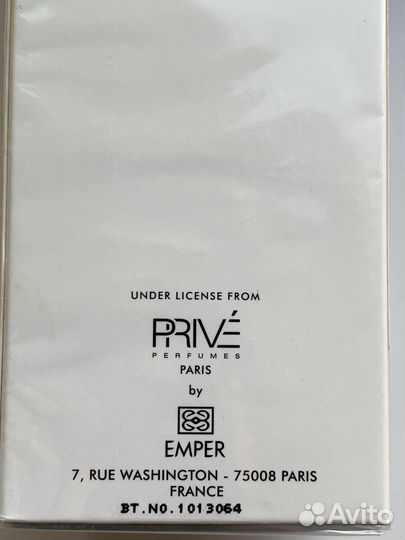 UNDER LICENSE FROM
PRIVÉ
PERFUMES
PARIS
by
EMPER
7, RUE WASHINGTON - 75008 PARIS
FRANCE
BT.NO.1013064
Avito